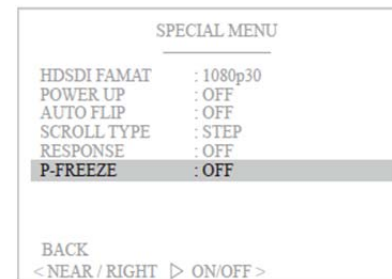 SPECIAL MENU
HDSDI FAMAT : 1080p30
POWER UP : OFF
AUTO FLIP : OFF
SCROLL TYPE : STEP
RESPONSE : OFF
P-FREEZE : OFF
BACK
< NEAR / RIGHT ▷ ON/OFF >